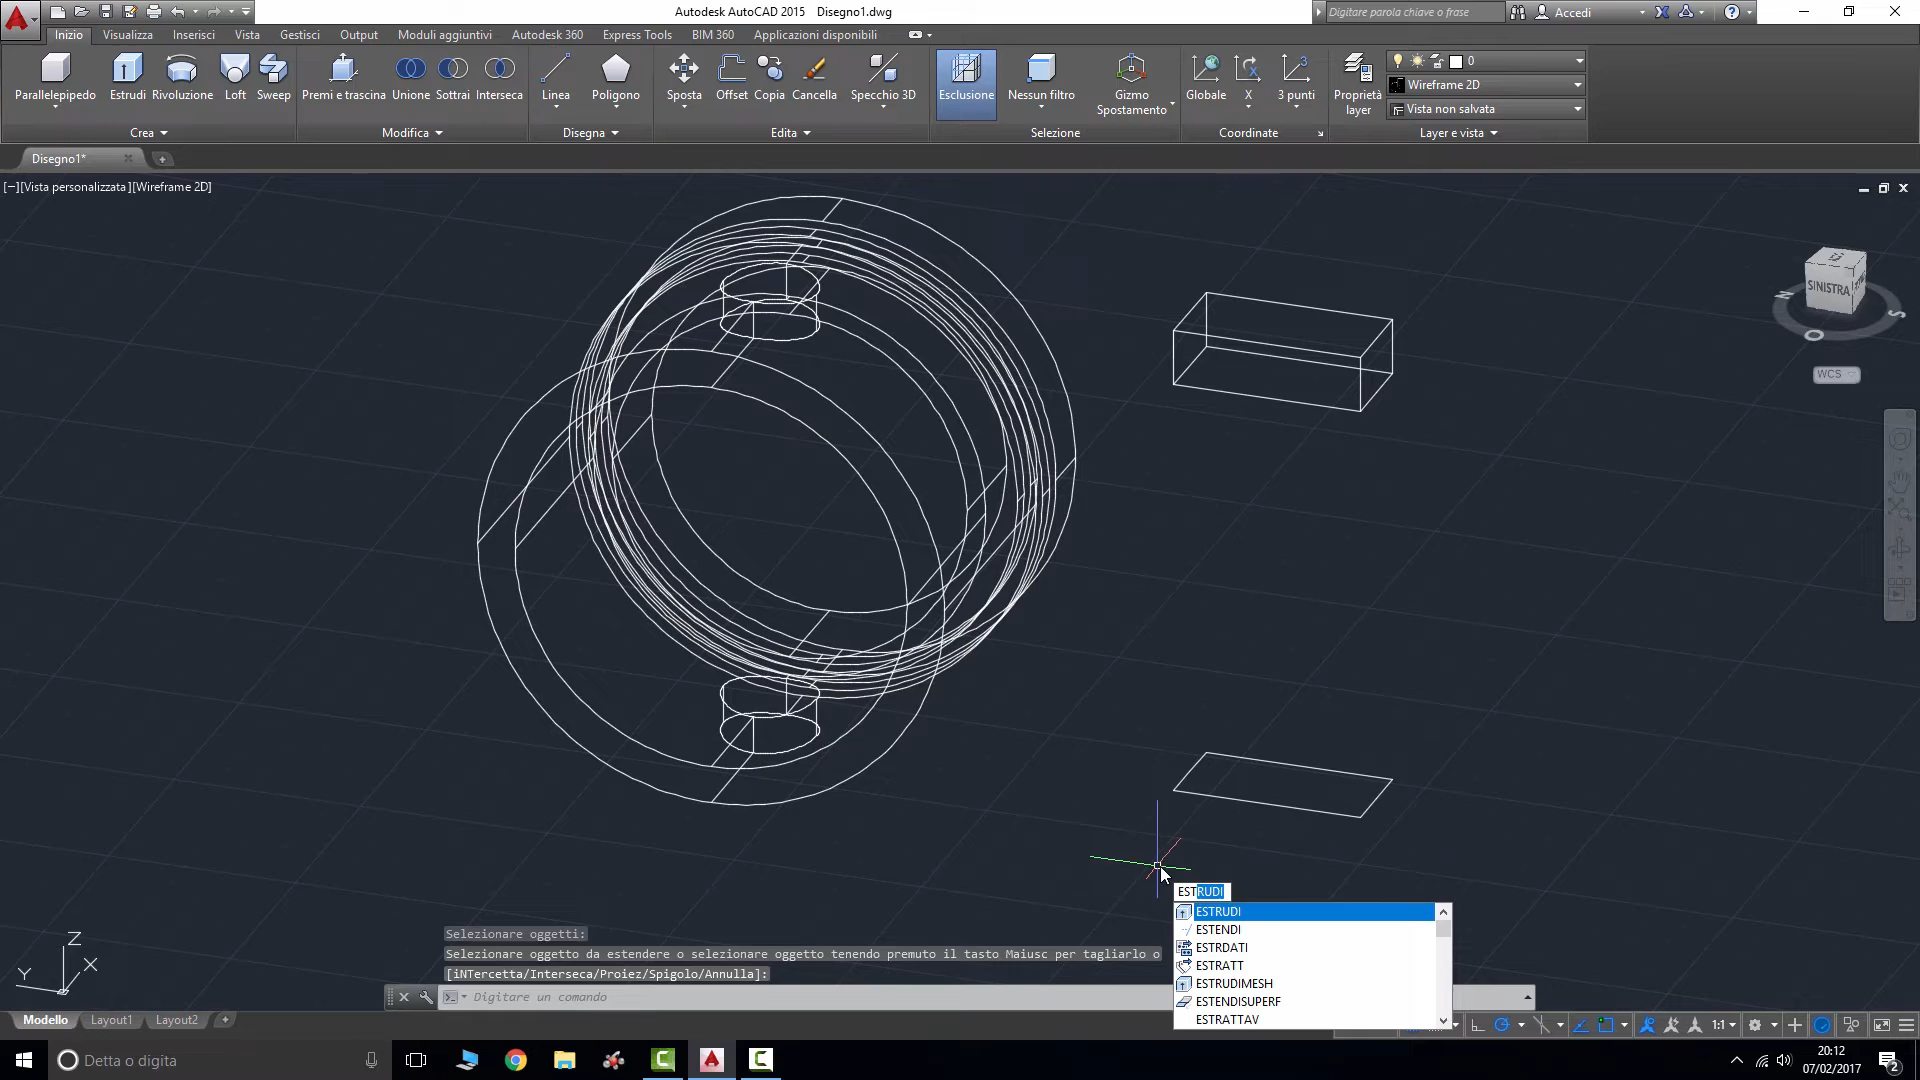 Autodesk AutoCAD 2015 Disegno1.dwg
Digitare parola chiave o frase
Accedi
Inizio Visualizza Inserisci Vista Gestisci Output Moduli aggiuntivi Autodesk 360 Express Tools BIM 360 Applicazioni disponibili
Parallelepipedo Estrudi Rivoluzione Loft Sweep Premi e trascina Unione Sottrai Interseca Linea Poligono Sposta Offset Copia Cancella Specchio 3D Esclusione Nessun filtro Gizmo Spostamento Globale X 3 punti Proprietà layer
0
Wireframe 2D
Vista non salvata
Crea Modifica Disegna Edita Selezione Coordinate Layer e vista
Disegno1*
[−][Vista personalizzata][Wireframe 2D]
SINISTRA
N
S
O
WCS
ESTRUDI
ESTRUDI
ESTENDI
ESTRDATI
ESTRATT
ESTRUDIMESH
ESTENDISUPERF
ESTRATTAV
Selezionare oggetti:
Selezionare oggetto da estendere o selezionare oggetto tenendo premuto il tasto Maiusc per tagliarlo o
[iNTercetta/Interseca/Proiez/Spigolo/Annulla]:
Digitare un comando
Z
Y
X
Modello Layout1 Layout2
1:1
Detta o digita
20:12
07/02/2017
2